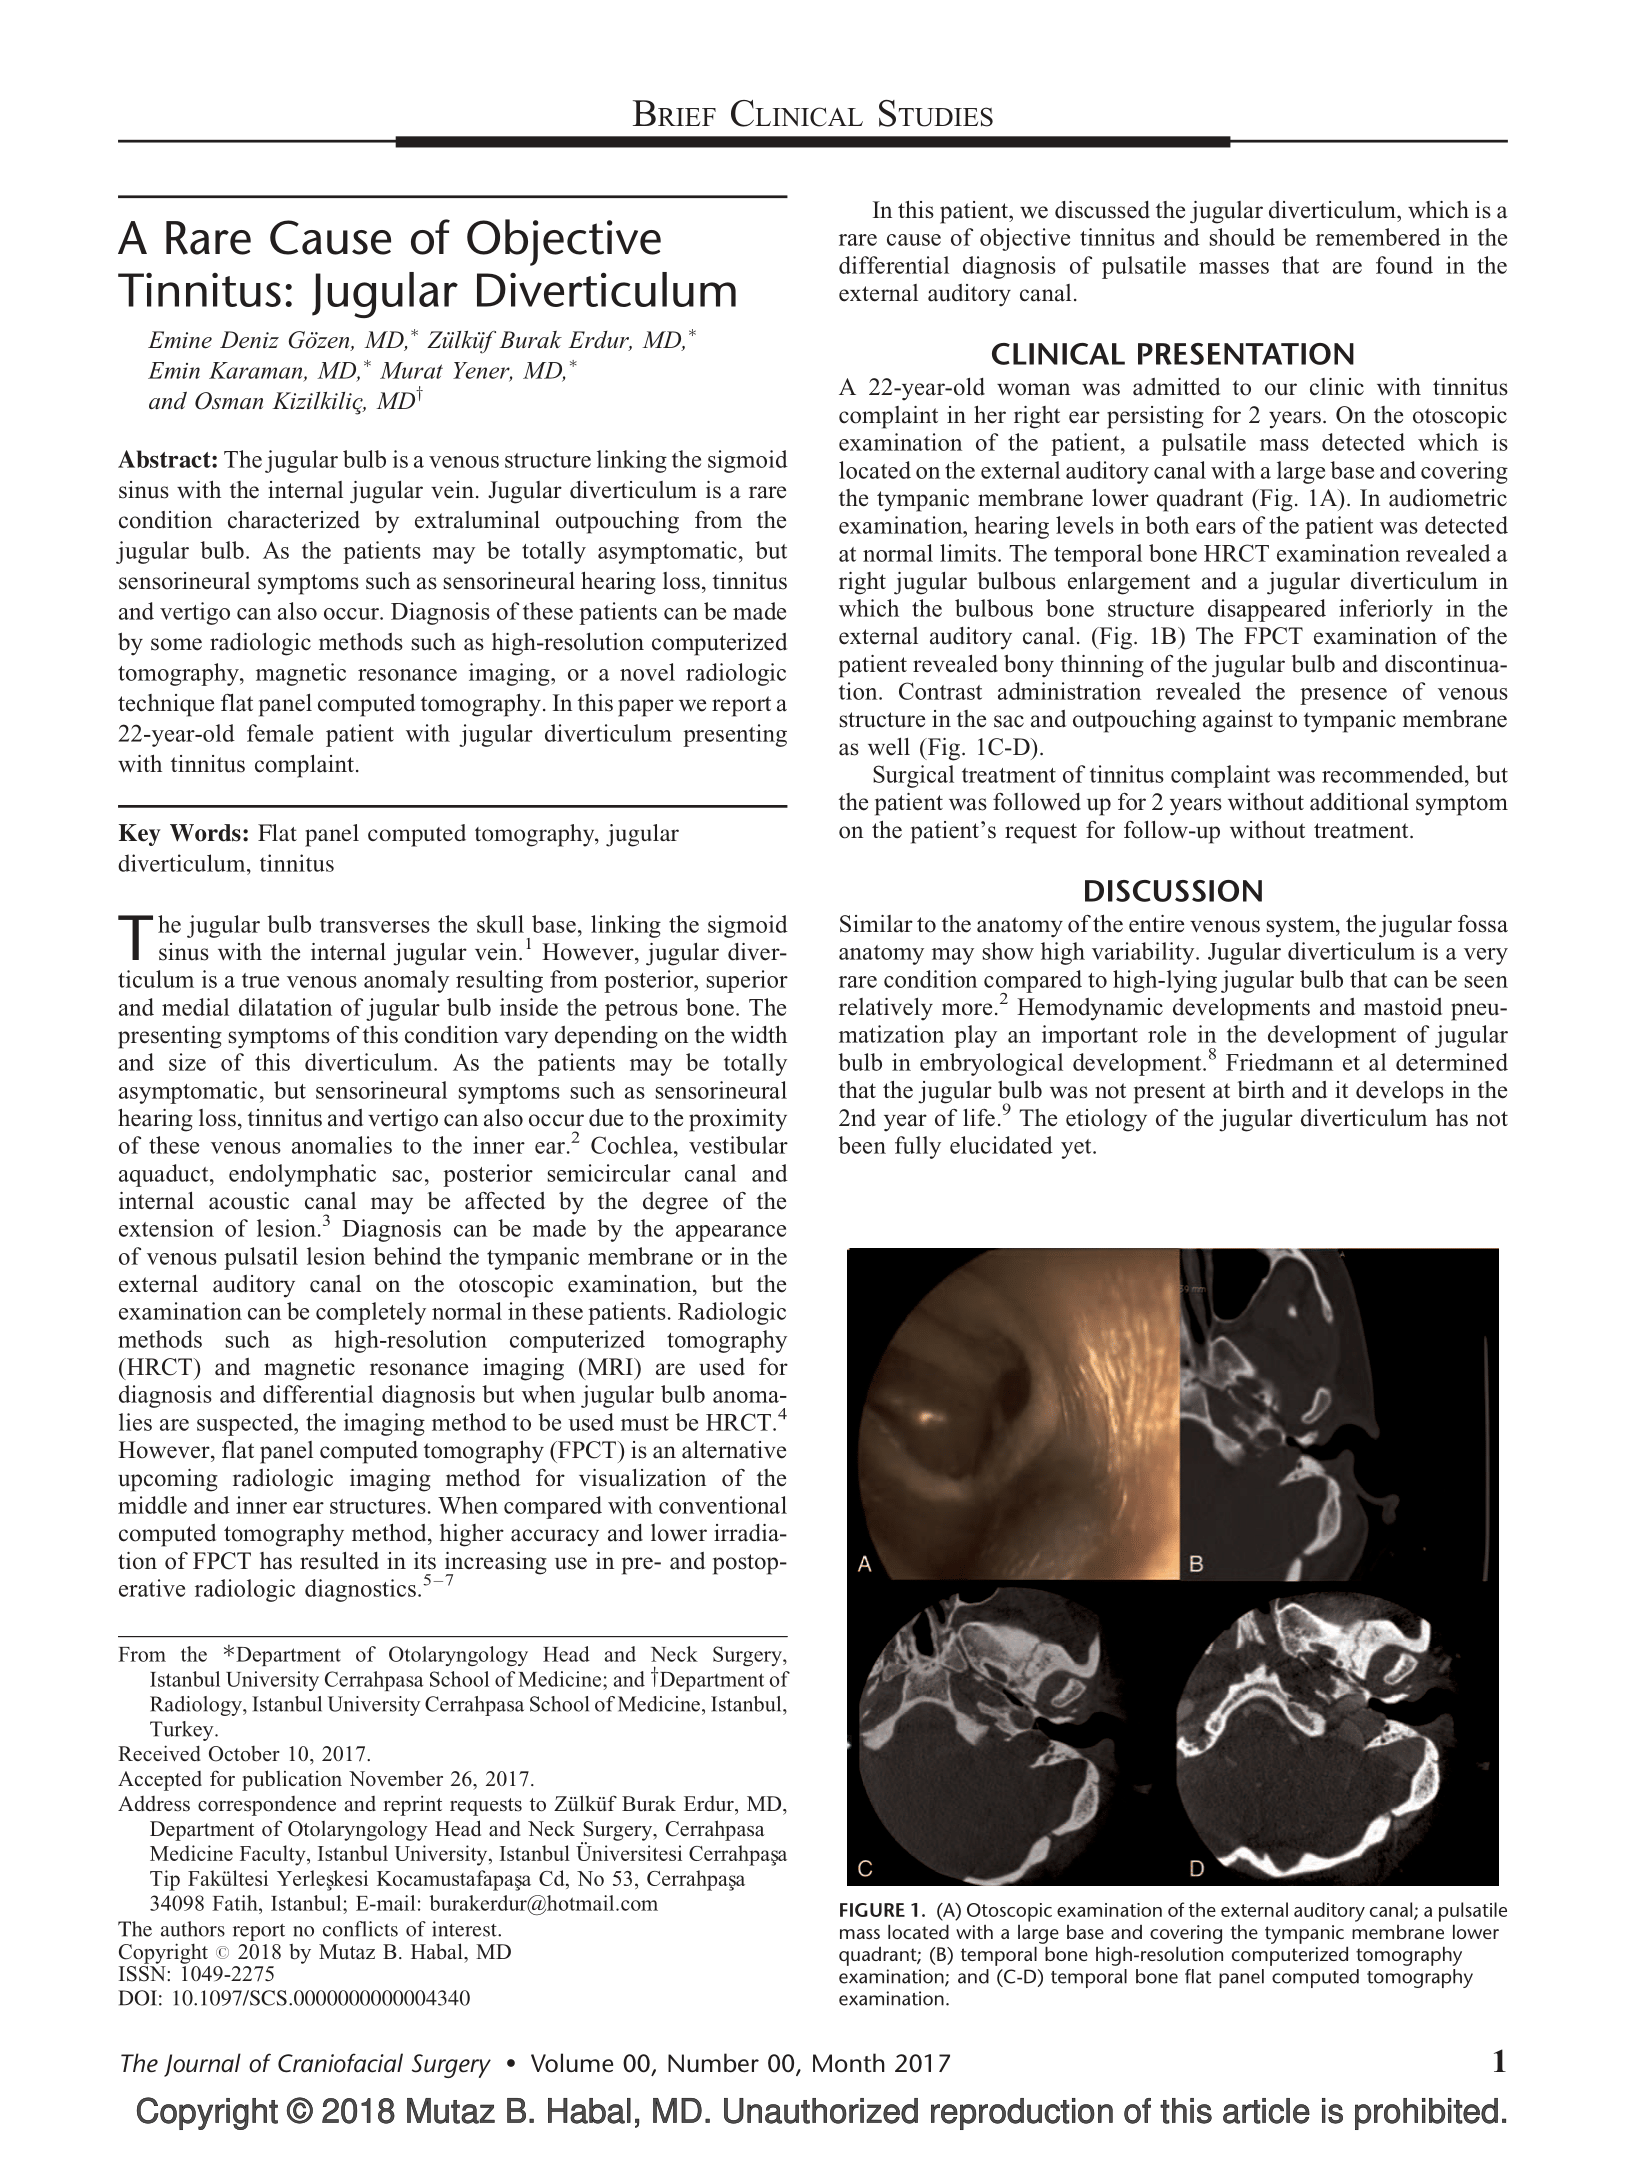 BRIEF CLINICAL STUDIES
A Rare Cause of Objective
Tinnitus: Jugular Diverticulum
Emine Deniz Gözen, MD,* Zülküf Burak Erdur, MD,*
Emin Karaman, MD,* Murat Yener, MD,*
and Osman Kizilkiliç, MD†
Abstract: The jugular bulb is a venous structure linking the sigmoid
sinus with the internal jugular vein. Jugular diverticulum is a rare
condition characterized by extraluminal outpouching from the
jugular bulb. As the patients may be totally asymptomatic, but
sensorineural symptoms such as sensorineural hearing loss, tinnitus
and vertigo can also occur. Diagnosis of these patients can be made
by some radiologic methods such as high-resolution computerized
tomography, magnetic resonance imaging, or a novel radiologic
technique flat panel computed tomography. In this paper we report a
22-year-old female patient with jugular diverticulum presenting
with tinnitus complaint.
Key Words: Flat panel computed tomography, jugular
diverticulum, tinnitus
The jugular bulb transverses the skull base, linking the sigmoid
sinus with the internal jugular vein.1 However, jugular diver-
ticulum is a true venous anomaly resulting from posterior, superior
and medial dilatation of jugular bulb inside the petrous bone. The
presenting symptoms of this condition vary depending on the width
and size of this diverticulum. As the patients may be totally
asymptomatic, but sensorineural symptoms such as sensorineural
hearing loss, tinnitus and vertigo can also occur due to the proximity
of these venous anomalies to the inner ear.2 Cochlea, vestibular
aquaduct, endolymphatic sac, posterior semicircular canal and
internal acoustic canal may be affected by the degree of the
extension of lesion.3 Diagnosis can be made by the appearance
of venous pulsatil lesion behind the tympanic membrane or in the
external auditory canal on the otoscopic examination, but the
examination can be completely normal in these patients. Radiologic
methods such as high-resolution computerized tomography
(HRCT) and magnetic resonance imaging (MRI) are used for
diagnosis and differential diagnosis but when jugular bulb anoma-
lies are suspected, the imaging method to be used must be HRCT.4
However, flat panel computed tomography (FPCT) is an alternative
upcoming radiologic imaging method for visualization of the
middle and inner ear structures. When compared with conventional
computed tomography method, higher accuracy and lower irradia-
tion of FPCT has resulted in its increasing use in pre- and postop-
erative radiologic diagnostics.5–7
From the *Department of Otolaryngology Head and Neck Surgery,
Istanbul University Cerrahpasa School of Medicine; and †Department of
Radiology, Istanbul University Cerrahpasa School of Medicine, Istanbul,
Turkey.
Received October 10, 2017.
Accepted for publication November 26, 2017.
Address correspondence and reprint requests to Zülküf Burak Erdur, MD,
Department of Otolaryngology Head and Neck Surgery, Cerrahpasa
Medicine Faculty, Istanbul University, Istanbul Üniversitesi Cerrahpaşa
Tip Fakültesi Yerleşkesi Kocamustafapaşa Cd, No 53, Cerrahpaşa
34098 Fatih, Istanbul; E-mail: burakerdur@hotmail.com
The authors report no conflicts of interest.
Copyright © 2018 by Mutaz B. Habal, MD
ISSN: 1049-2275
DOI: 10.1097/SCS.0000000000004340
In this patient, we discussed the jugular diverticulum, which is a
rare cause of objective tinnitus and should be remembered in the
differential diagnosis of pulsatile masses that are found in the
external auditory canal.
CLINICAL PRESENTATION
A 22-year-old woman was admitted to our clinic with tinnitus
complaint in her right ear persisting for 2 years. On the otoscopic
examination of the patient, a pulsatile mass detected which is
located on the external auditory canal with a large base and covering
the tympanic membrane lower quadrant (Fig. 1A). In audiometric
examination, hearing levels in both ears of the patient was detected
at normal limits. The temporal bone HRCT examination revealed a
right jugular bulbous enlargement and a jugular diverticulum in
which the bulbous bone structure disappeared inferiorly in the
external auditory canal. (Fig. 1B) The FPCT examination of the
patient revealed bony thinning of the jugular bulb and discontinua-
tion. Contrast administration revealed the presence of venous
structure in the sac and outpouching against to tympanic membrane
as well (Fig. 1C-D).
Surgical treatment of tinnitus complaint was recommended, but
the patient was followed up for 2 years without additional symptom
on the patient's request for follow-up without treatment.
DISCUSSION
Similar to the anatomy of the entire venous system, the jugular fossa
anatomy may show high variability. Jugular diverticulum is a very
rare condition compared to high-lying jugular bulb that can be seen
relatively more.2 Hemodynamic developments and mastoid pneu-
matization play an important role in the development of jugular
bulb in embryological development.8 Friedmann et al determined
that the jugular bulb was not present at birth and it develops in the
2nd year of life.9 The etiology of the jugular diverticulum has not
been fully elucidated yet.
A
B
C
D
FIGURE 1. (A) Otoscopic examination of the external auditory canal; a pulsatile
mass located with a large base and covering the tympanic membrane lower
quadrant; (B) temporal bone high-resolution computerized tomography
examination; and (C-D) temporal bone flat panel computed tomography
examination.
The Journal of Craniofacial Surgery • Volume 00, Number 00, Month 2017
1
Copyright © 2018 Mutaz B. Habal, MD. Unauthorized reproduction of this article is prohibited.